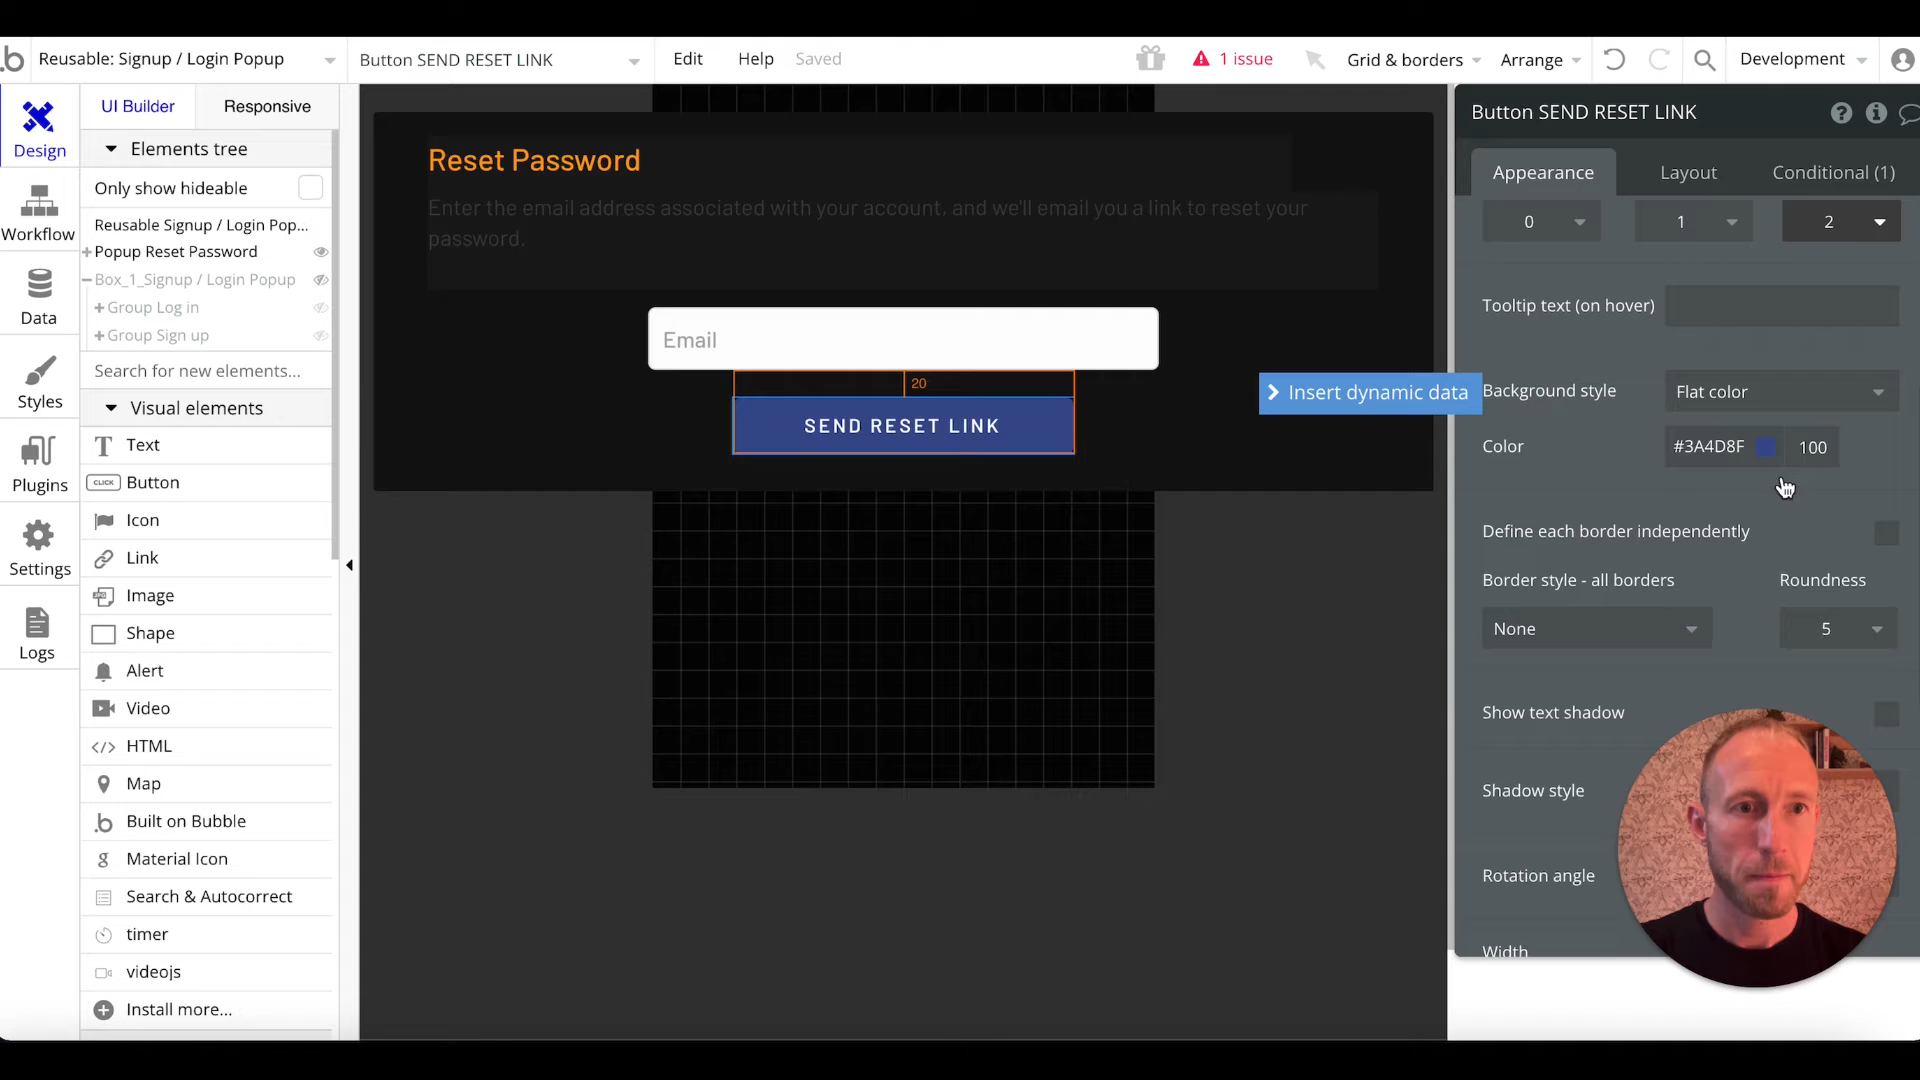 Reusable: Signup / Login Popup
Button SEND RESET LINK
Edit
Help
Saved
1 issue
Grid & borders
Arrange
Development
Design
Workflow
Data
Styles
Plugins
Settings
Logs
UI Builder
Responsive
Elements tree
Only show hideable
Reusable Signup / Login Pop...
Popup Reset Password
Box_1_Signup / Login Popup
Group Log in
Group Sign up
Search for new elements...
Visual elements
Text
CLICK Button
Icon
Link
Image
Shape
Alert
Video
HTML
Map
Built on Bubble
Material Icon
Search & Autocorrect
timer
videojs
Install more...
Reset Password
Enter the email address associated with your account, and we'll email you a link to reset your
password.
Email
20
SEND RESET LINK
Insert dynamic data
Button SEND RESET LINK
Appearance
Layout
Conditional (1)
0
1
2
Tooltip text (on hover)
Background style
Flat color
Color
#3A4D8F
100
Define each border independently
Border style - all borders
Roundness
None
5
Show text shadow
Shadow style
Rotation angle
Width